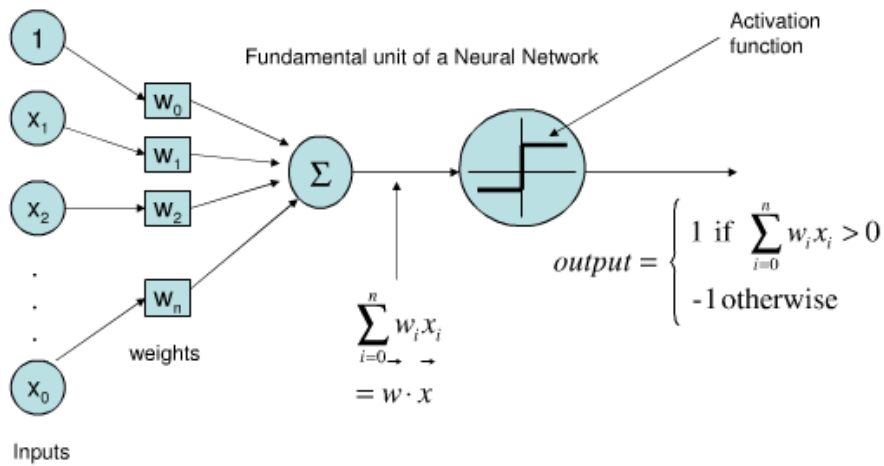 Activation
function
Fundamental unit of a Neural Network
1
w₀
x₁
w₁
Σ
x₂
w₂
.
.
.
wₙ
weights
x₀
Inputs
n
∑ wᵢxᵢ
i=0
= w⃗ · x⃗
output = { 1 if ∑ⁿᵢ₌₀ wᵢxᵢ > 0
-1 otherwise